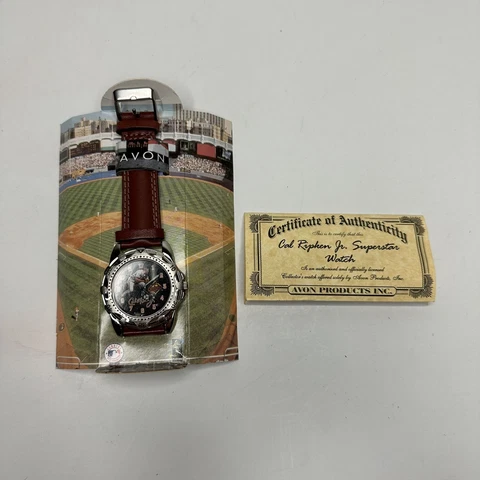 AVON
Certificate of Authenticity
This is to certify that the
Cal Ripken Jr. Superstar
Watch
Is an authorized and officially licensed
Collector's watch offered solely by Avon Products, Inc.
AVON PRODUCTS INC.